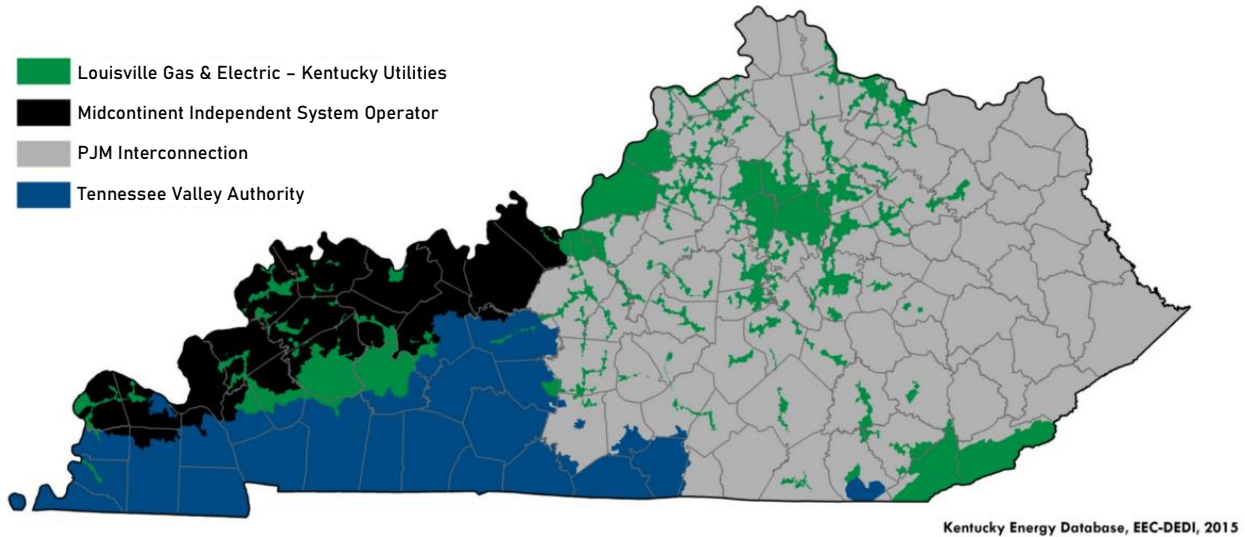 Louisville Gas & Electric – Kentucky Utilities
Midcontinent Independent System Operator
PJM Interconnection
Tennessee Valley Authority
Kentucky Energy Database, EEC-DEDI, 2015